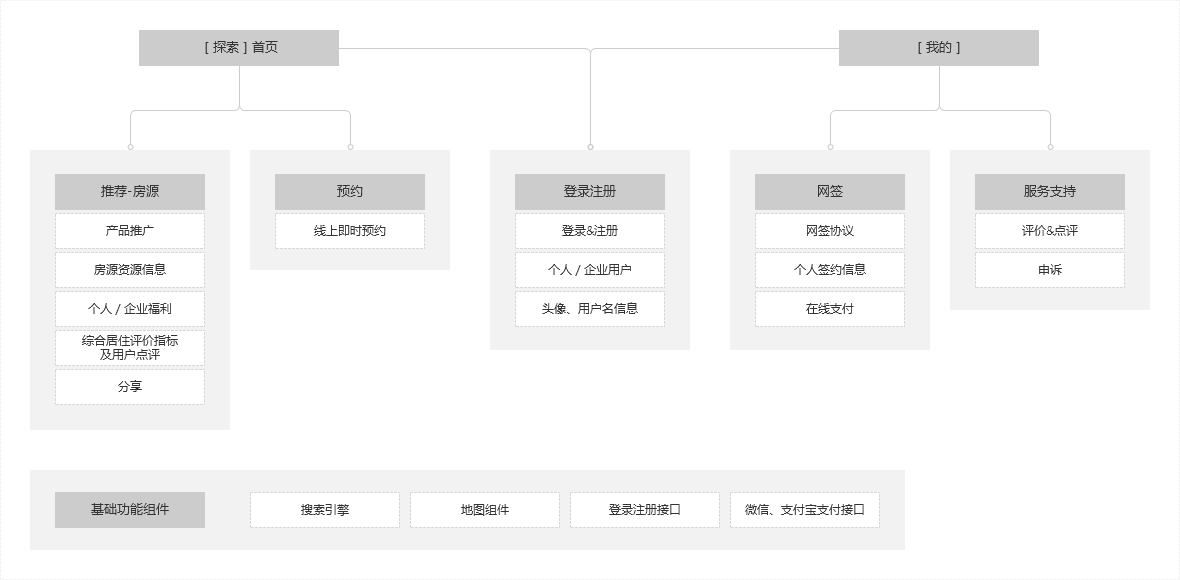 [ 探索 ] 首页
[ 我的 ]
推荐-房源
产品推广
房源资源信息
个人 / 企业福利
综合居住评价指标
及用户点评
分享
预约
线上即时预约
登录注册
登录&注册
个人 / 企业用户
头像、用户名信息
网签
网签协议
个人签约信息
在线支付
服务支持
评价&点评
申诉
基础功能组件
搜索引擎
地图组件
登录注册接口
微信、支付宝支付接口